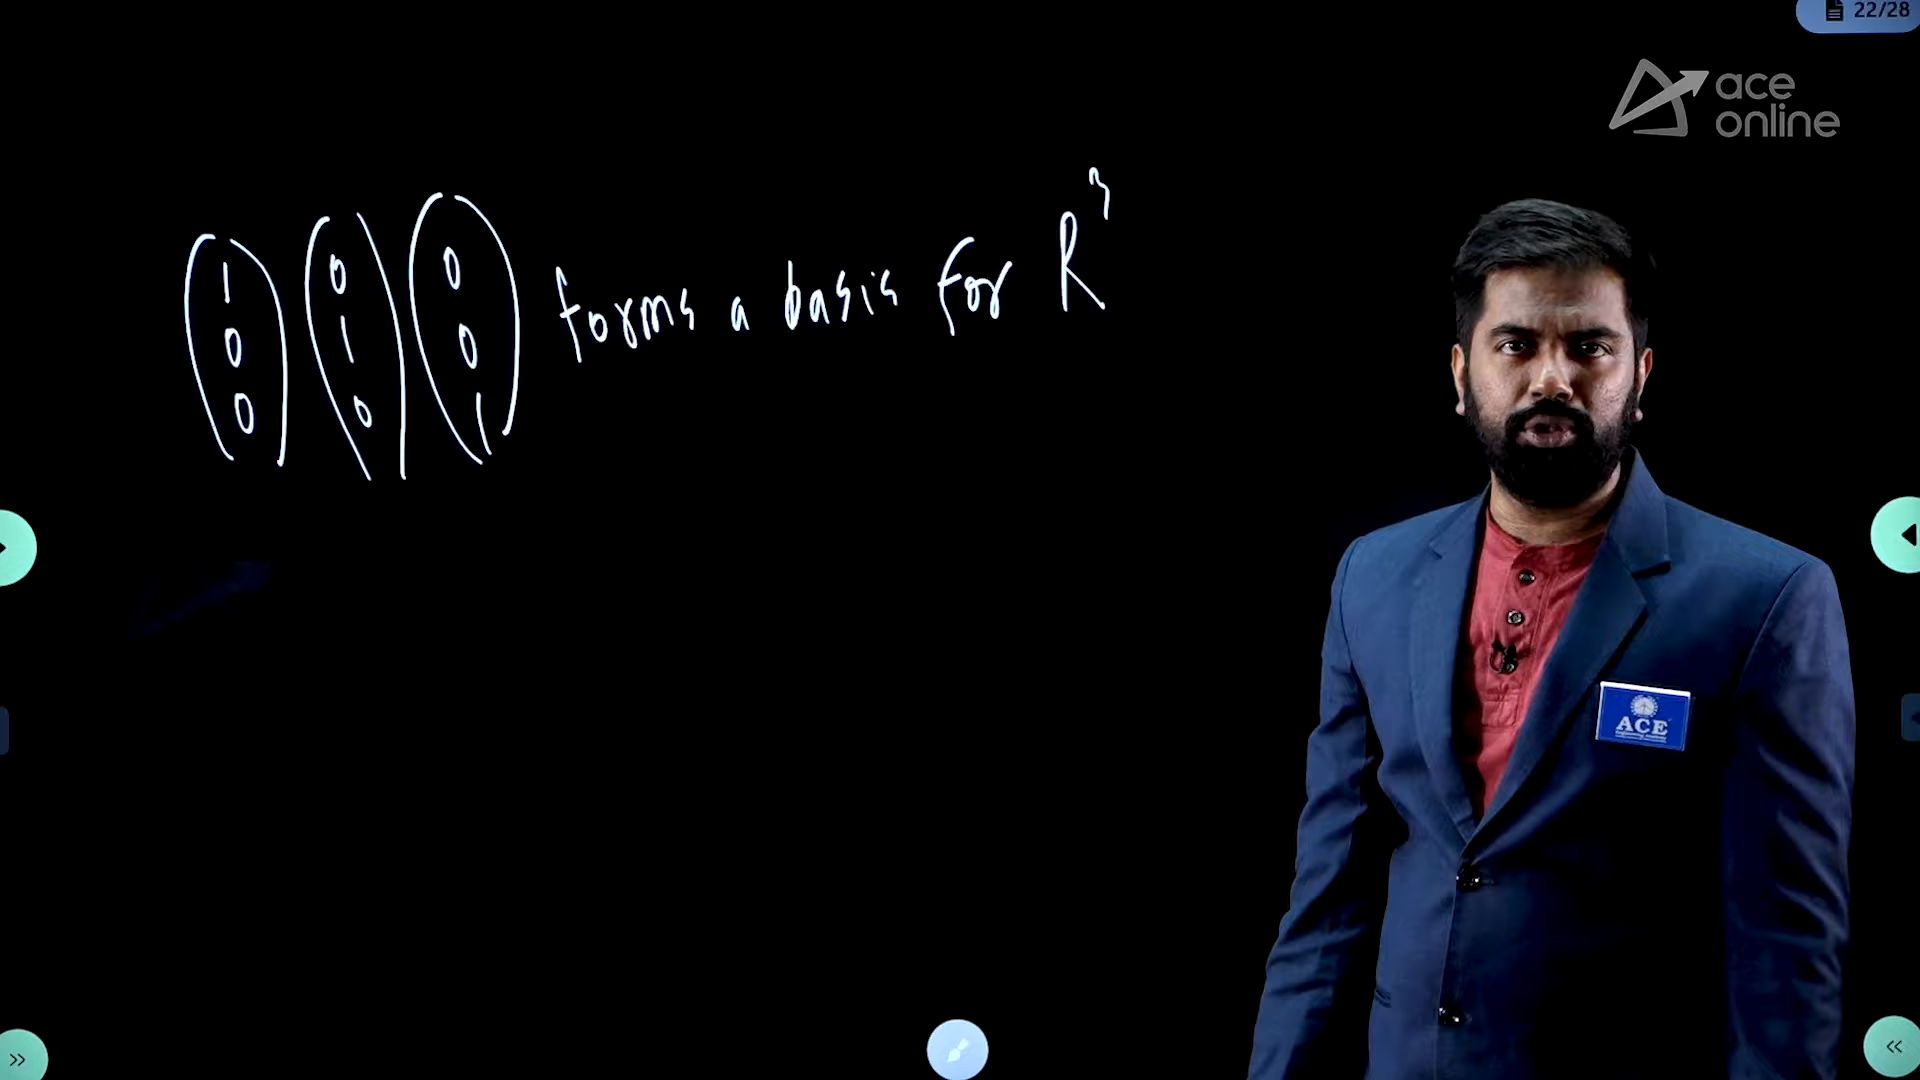 22/28
ace
online
1 0 0 forms a basis for R³
0 1 0
0 0 1
ACE